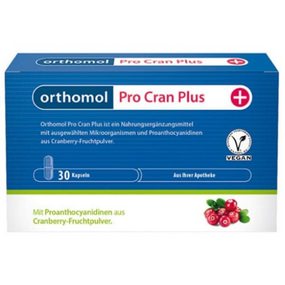 orthomol Pro Cran Plus
Orthomol Pro Cran Plus ist ein Nahrungsergänzungsmittel
mit ausgewählten Mikroorganismen und Proanthocyanidinen
aus Cranberry-Fruchtpulver.
VEGAN
30 Kapseln
Aus Ihrer Apotheke
Mit Proanthocyanidinen aus
Cranberry-Fruchtpulver.